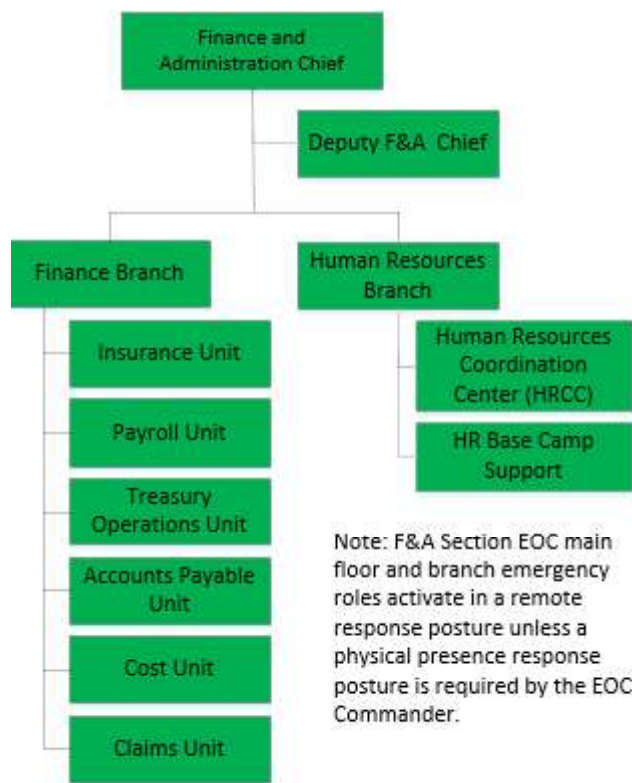 Finance and
Administration Chief
Deputy F&A Chief
Finance Branch
Human Resources
Branch
Insurance Unit
Payroll Unit
Treasury
Operations Unit
Accounts Payable
Unit
Cost Unit
Claims Unit
Human Resources
Coordination
Center (HRCC)
HR Base Camp
Support
Note: F&A Section EOC main
floor and branch emergency
roles activate in a remote
response posture unless a
physical presence response
posture is required by the EOC
Commander.